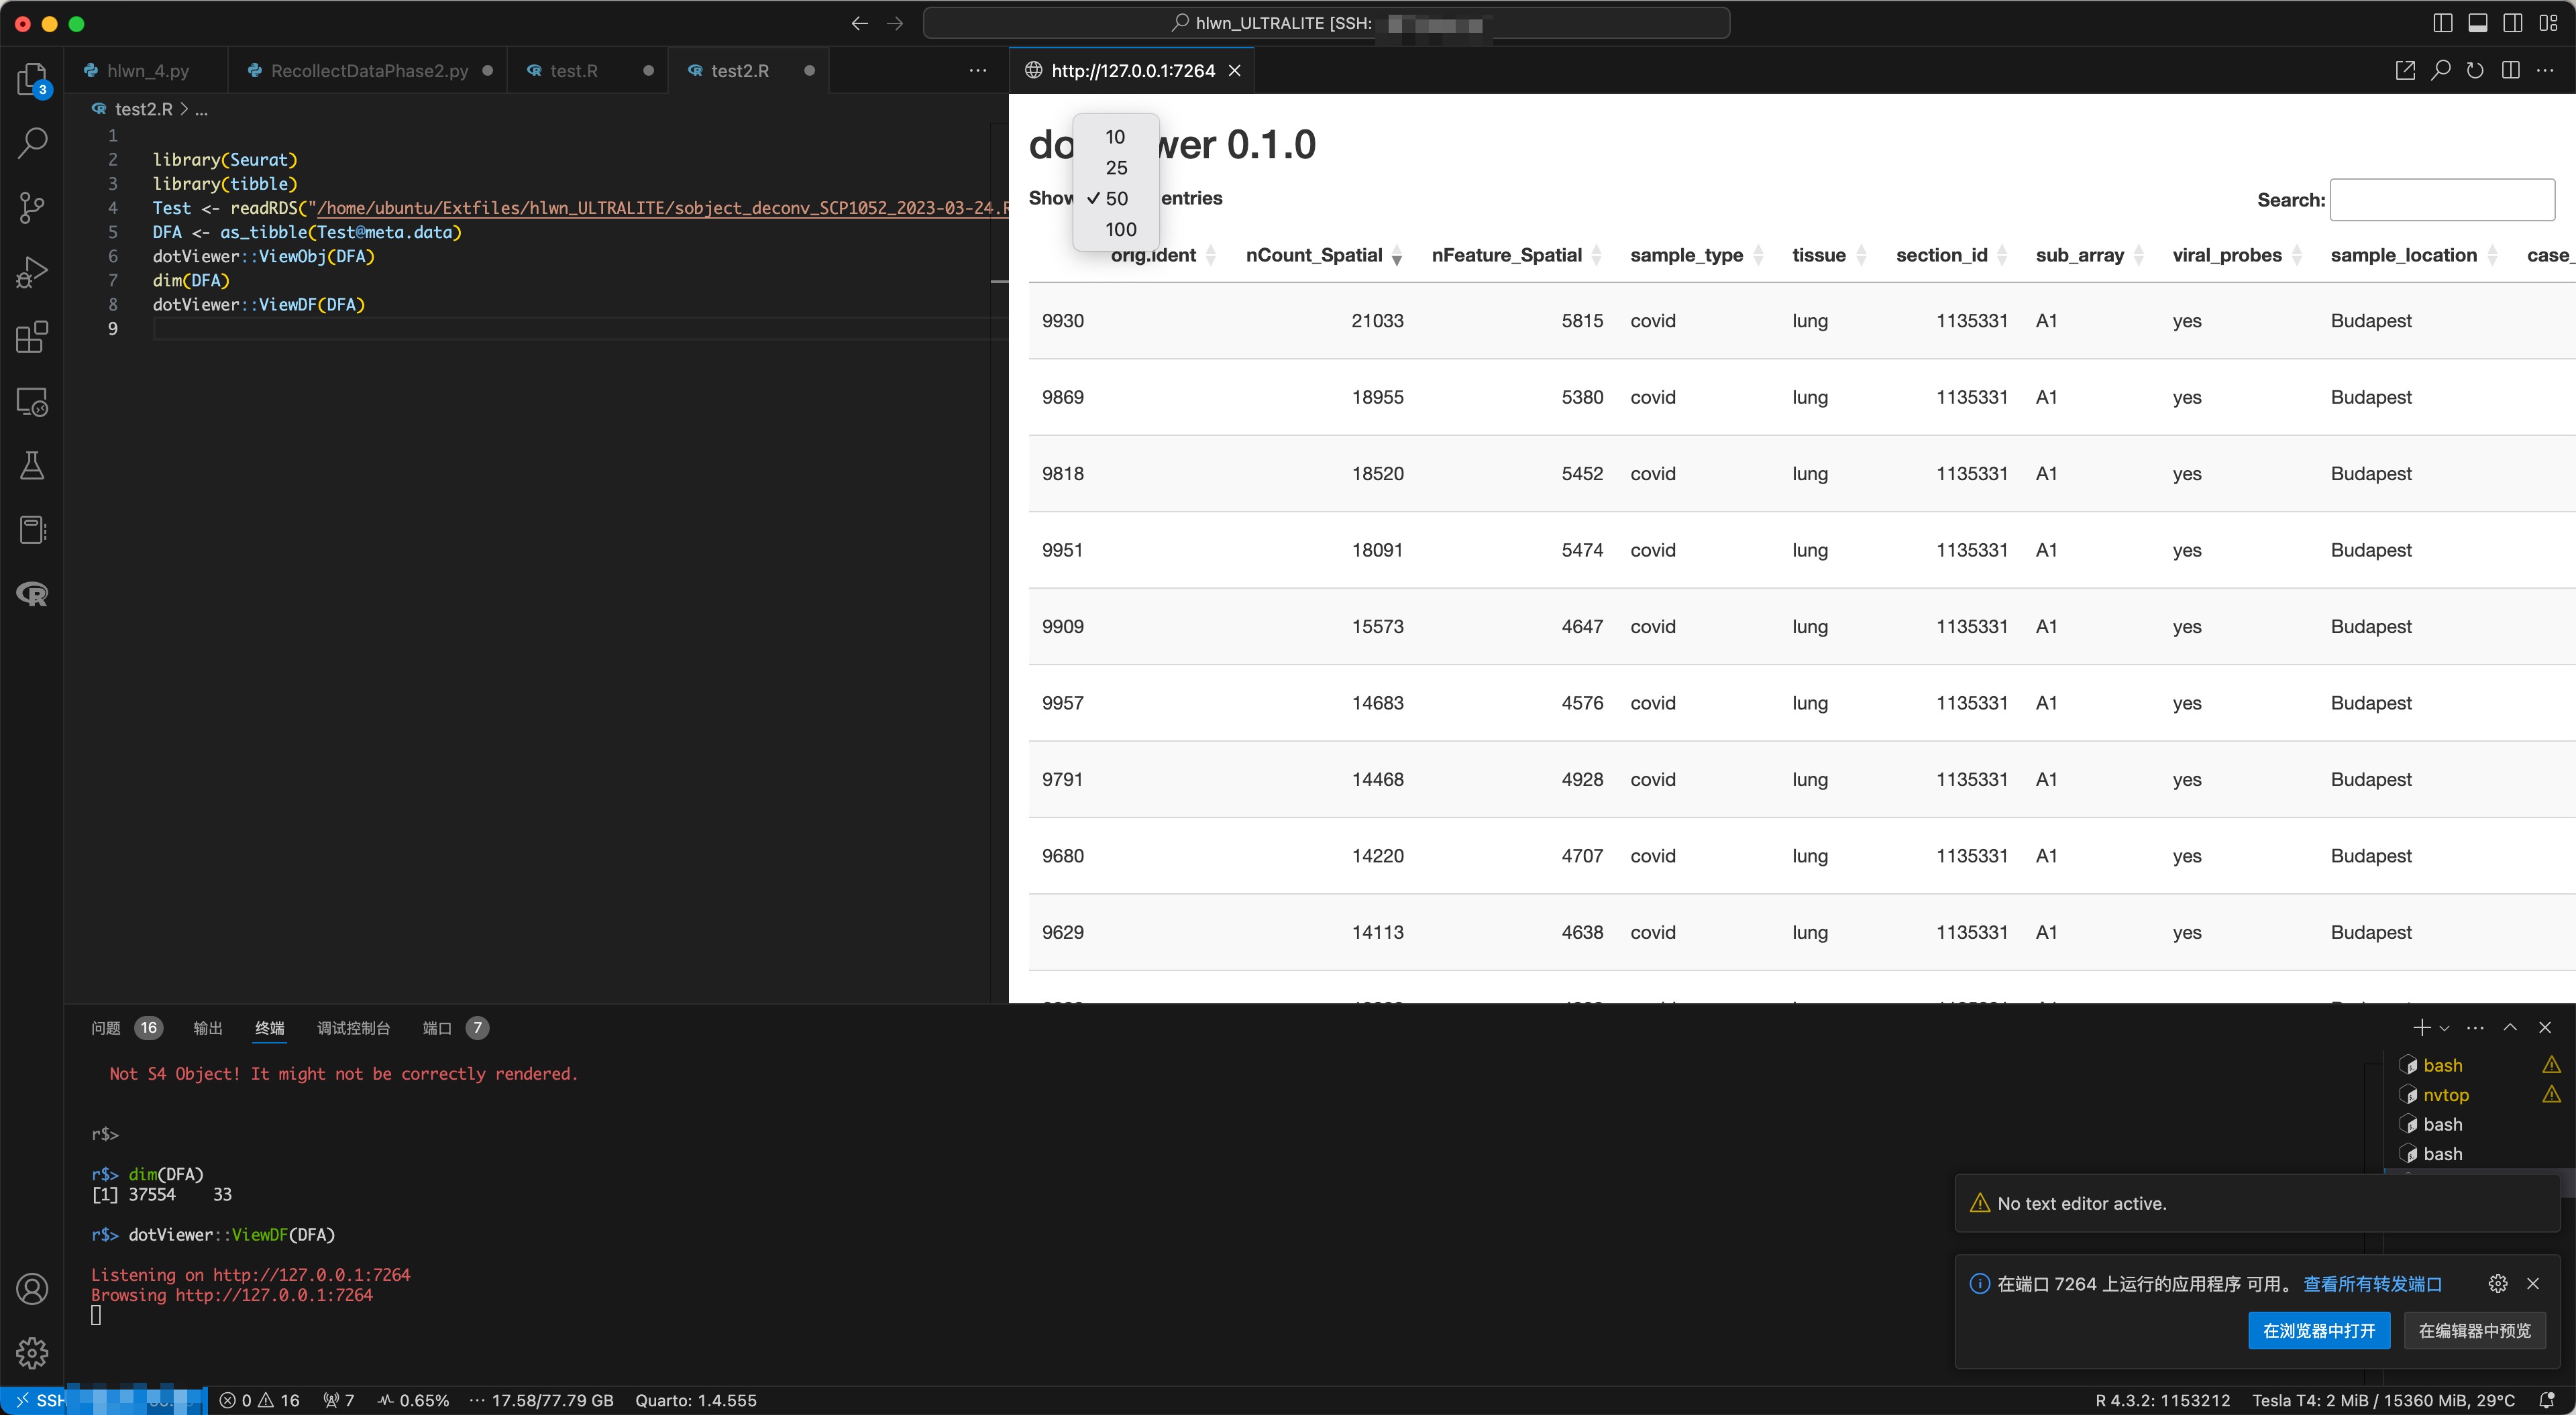 hlwn_ULTRALITE [SSH:
3
hlwn_4.py
RecollectDataPhase2.py
test.R
test2.R
http://127.0.0.1:7264
test2.R > ...
1
2 library(Seurat)
3 library(tibble)
4 Test <- readRDS("/home/ubuntu/Extfiles/hlwn_ULTRALITE/sobject_deconv_SCP1052_2023-03-24.R
5 DFA <- as_tibble(Test@meta.data)
6 dotViewer::ViewObj(DFA)
7 dim(DFA)
8 dotViewer::ViewDF(DFA)
9
do wer 0.1.0
10
25
50
100
Show entries
Search:
orig.ident nCount_Spatial nFeature_Spatial sample_type tissue section_id sub_array viral_probes sample_location case_
9930 21033 5815 covid lung 1135331 A1 yes Budapest
9869 18955 5380 covid lung 1135331 A1 yes Budapest
9818 18520 5452 covid lung 1135331 A1 yes Budapest
9951 18091 5474 covid lung 1135331 A1 yes Budapest
9909 15573 4647 covid lung 1135331 A1 yes Budapest
9957 14683 4576 covid lung 1135331 A1 yes Budapest
9791 14468 4928 covid lung 1135331 A1 yes Budapest
9680 14220 4707 covid lung 1135331 A1 yes Budapest
9629 14113 4638 covid lung 1135331 A1 yes Budapest
问题 16 输出 终端 调试控制台 端口 7
Not S4 Object! It might not be correctly rendered.
r$>
r$> dim(DFA)
[1] 37554 33
r$> dotViewer::ViewDF(DFA)
Listening on http://127.0.0.1:7264
Browsing http://127.0.0.1:7264
bash
nvtop
bash
bash
No text editor active.
在端口 7264 上运行的应用程序 可用。 查看所有转发端口
在浏览器中打开 在编辑器中预览
SSH 0 16 7 0.65% 17.58/77.79 GB Quarto: 1.4.555 R 4.3.2: 1153212 Tesla T4: 2 MiB / 15360 MiB, 29°C